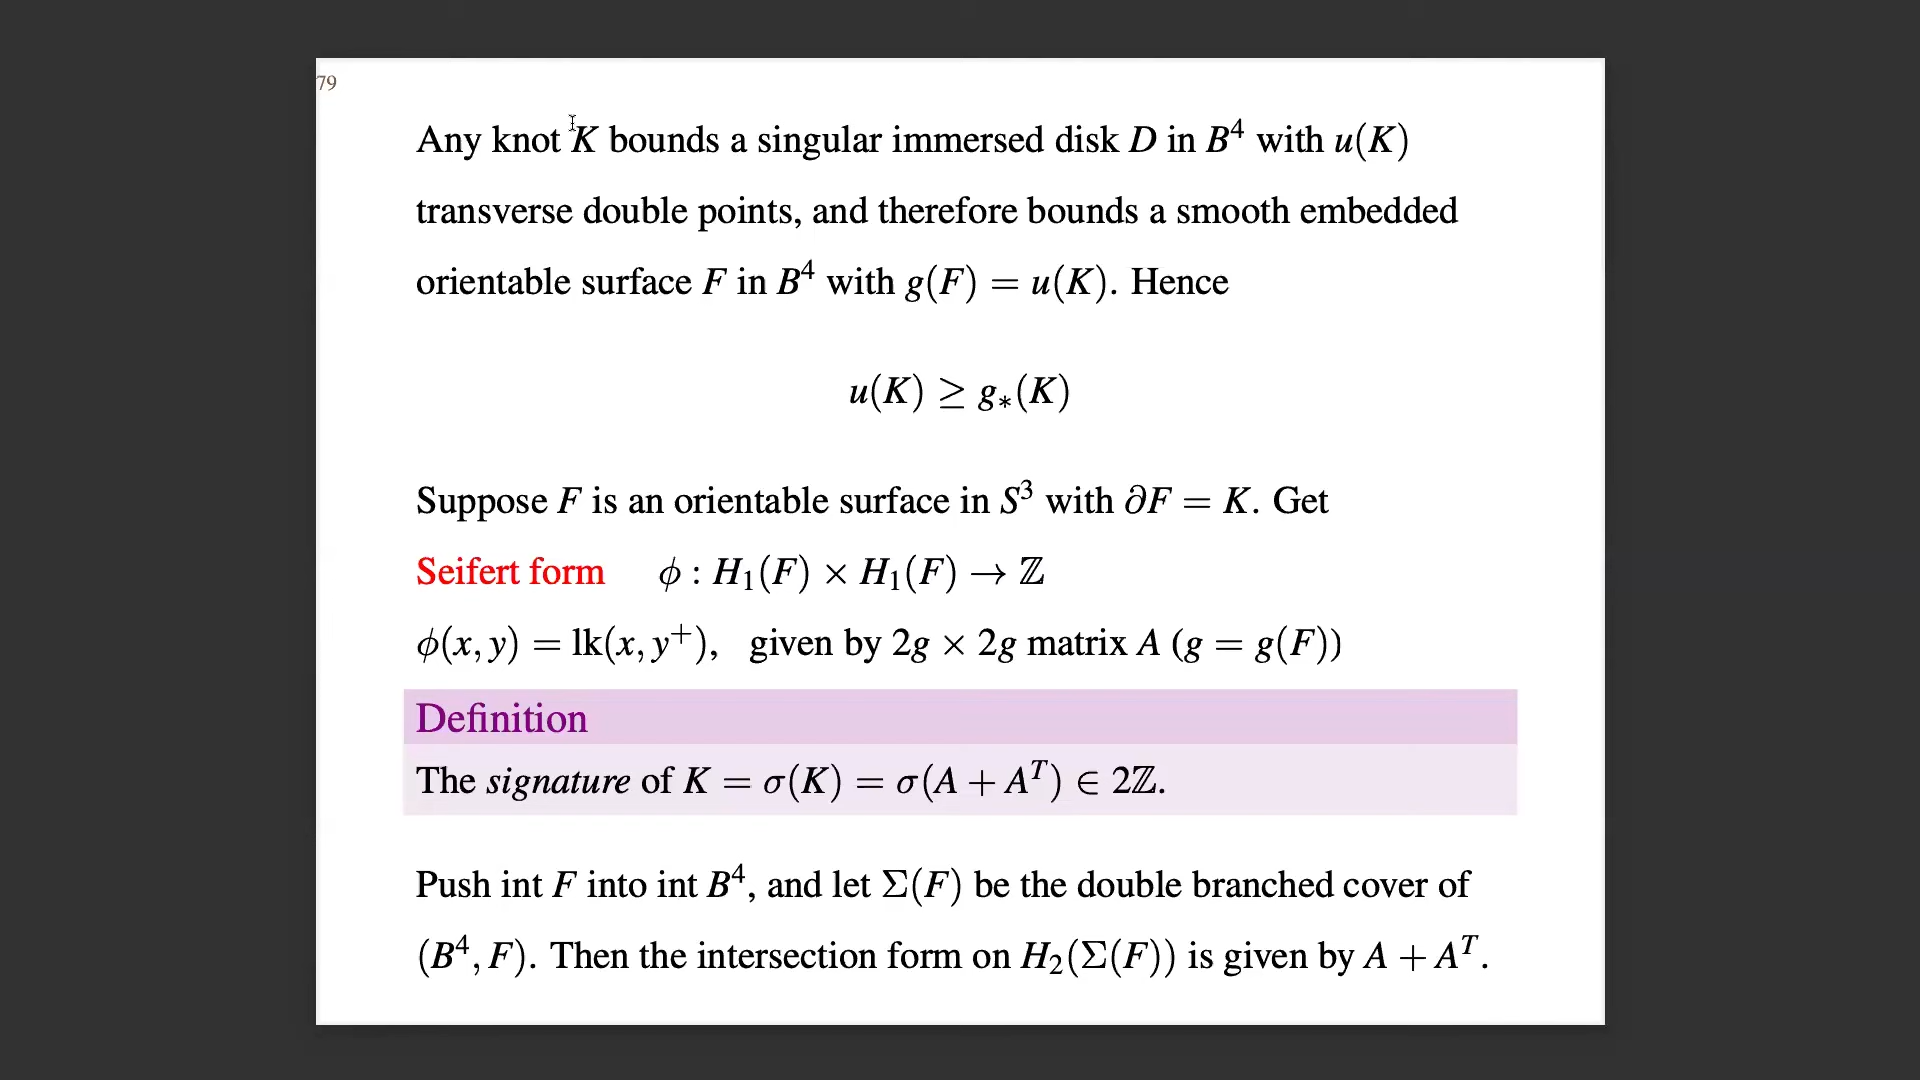 79
Any knot K bounds a singular immersed disk D in B⁴ with u(K)
transverse double points, and therefore bounds a smooth embedded
orientable surface F in B⁴ with g(F) = u(K). Hence
u(K) ≥ g∗(K)
Suppose F is an orientable surface in S³ with ∂F = K. Get
Seifert form ϕ : H₁(F) × H₁(F) → ℤ
ϕ(x, y) = lk(x, y⁺), given by 2g × 2g matrix A (g = g(F))
Definition
The signature of K = σ(K) = σ(A + Aᵀ) ∈ 2ℤ.
Push int F into int B⁴, and let Σ(F) be the double branched cover of
(B⁴, F). Then the intersection form on H₂(Σ(F)) is given by A + Aᵀ.